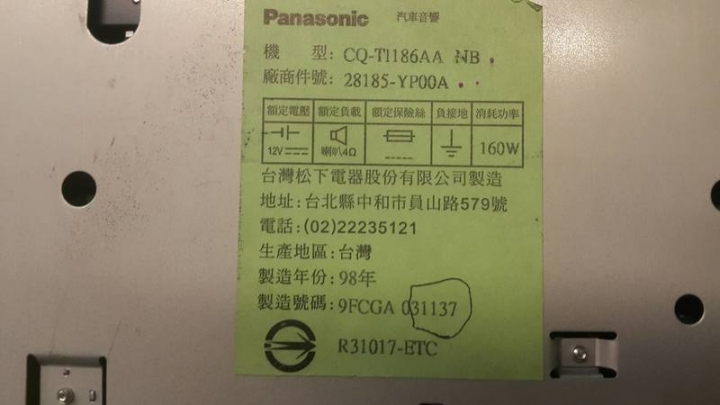 Panasonic 汽車音響
機 型: CQ-TI186AA NB
廠商件號: 28185-YP00A
額定電壓 額定負載 額定保險絲 負接地 消耗功率
12V 喇叭4Ω 160W
台灣松下電器股份有限公司製造
地址:台北縣中和市員山路579號
電話:(02)22235121
生產地區:台灣
製造年份:98年
製造號碼:9FCGA 031137
R31017-ETC